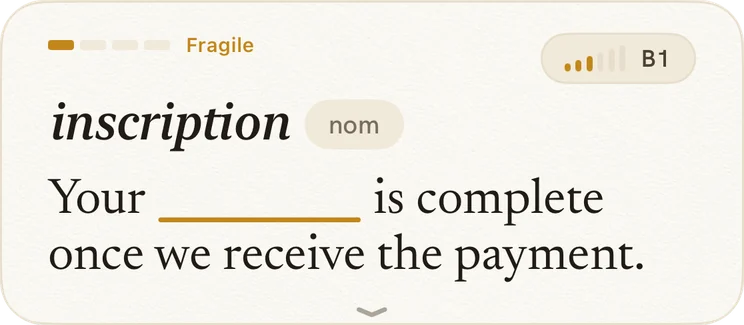 Fragile
B1
inscription nom
Your ________ is complete
once we receive the payment.